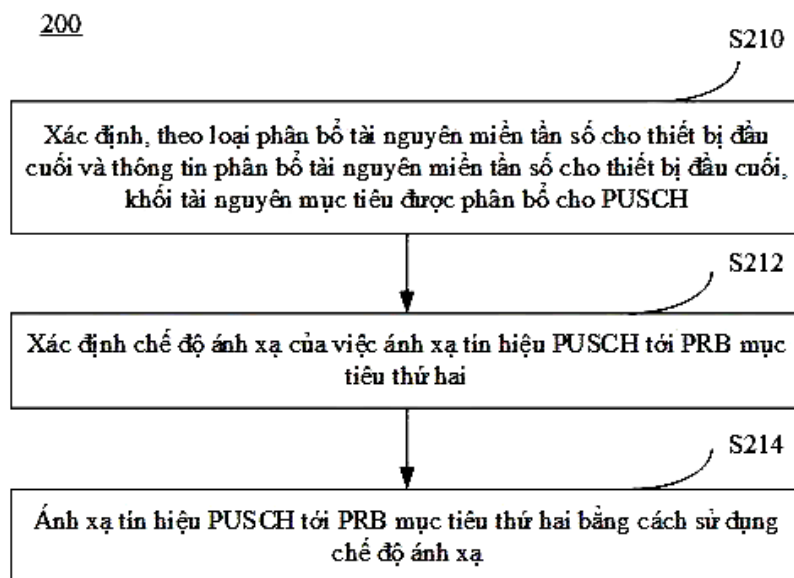 200
S210
Xác định, theo loại phân bổ tài nguyên miền tần số cho thiết bị đầu
cuối và thông tin phân bổ tài nguyên miền tần số cho thiết bị đầu cuối,
khối tài nguyên mục tiêu được phân bổ cho PUSCH
S212
Xác định chế độ ánh xạ của việc ánh xạ tín hiệu PUSCH tới PRB mục
tiêu thứ hai
S214
Ánh xạ tín hiệu PUSCH tới PRB mục tiêu thứ hai bằng cách sử dụng
chế độ ánh xạ